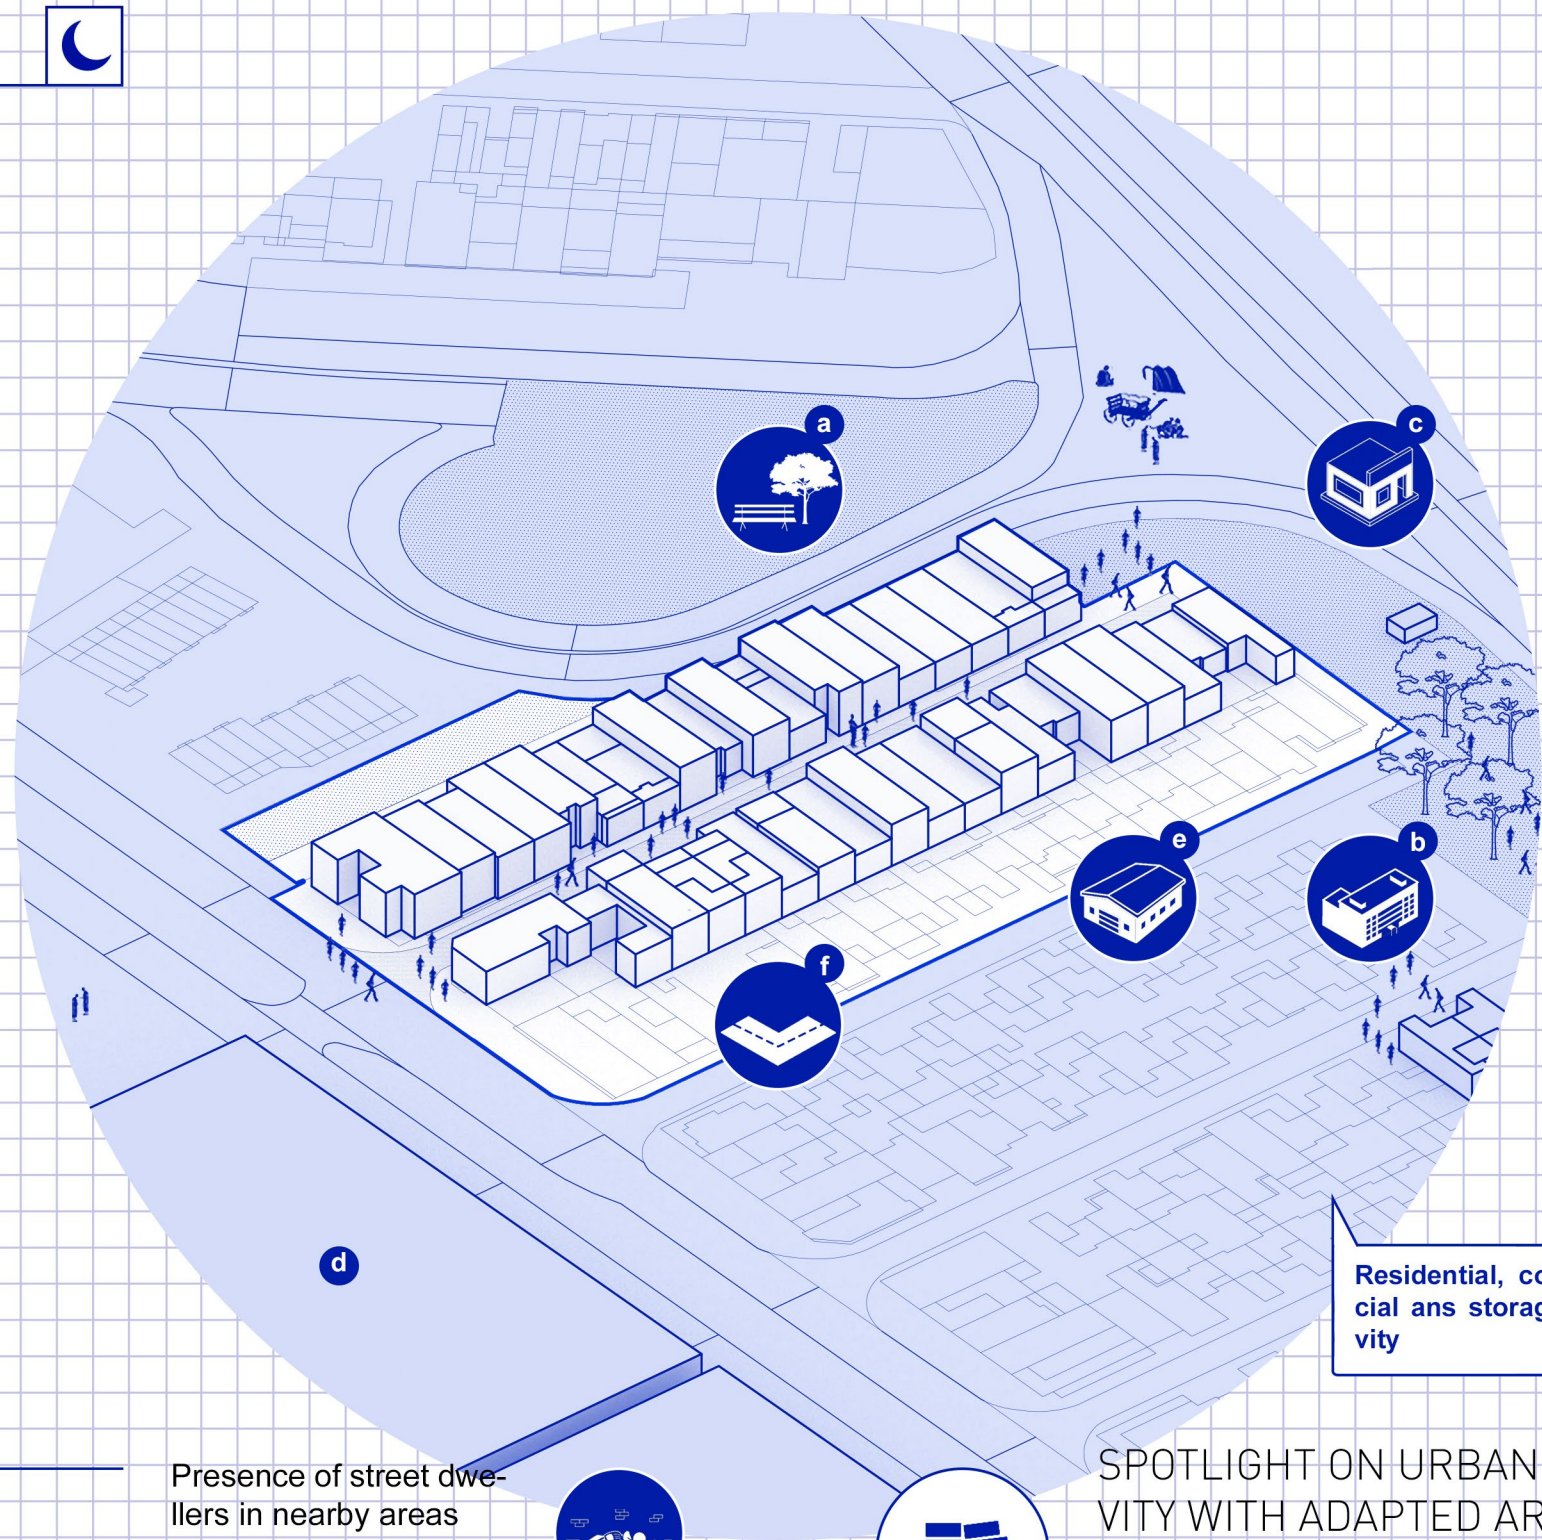 a
c
e
b
f
d
Residential, co
cial ans storag
vity
Presence of street dwe-
llers in nearby areas
SPOTLIGHT ON URBAN
VITY WITH ADAPTED AR